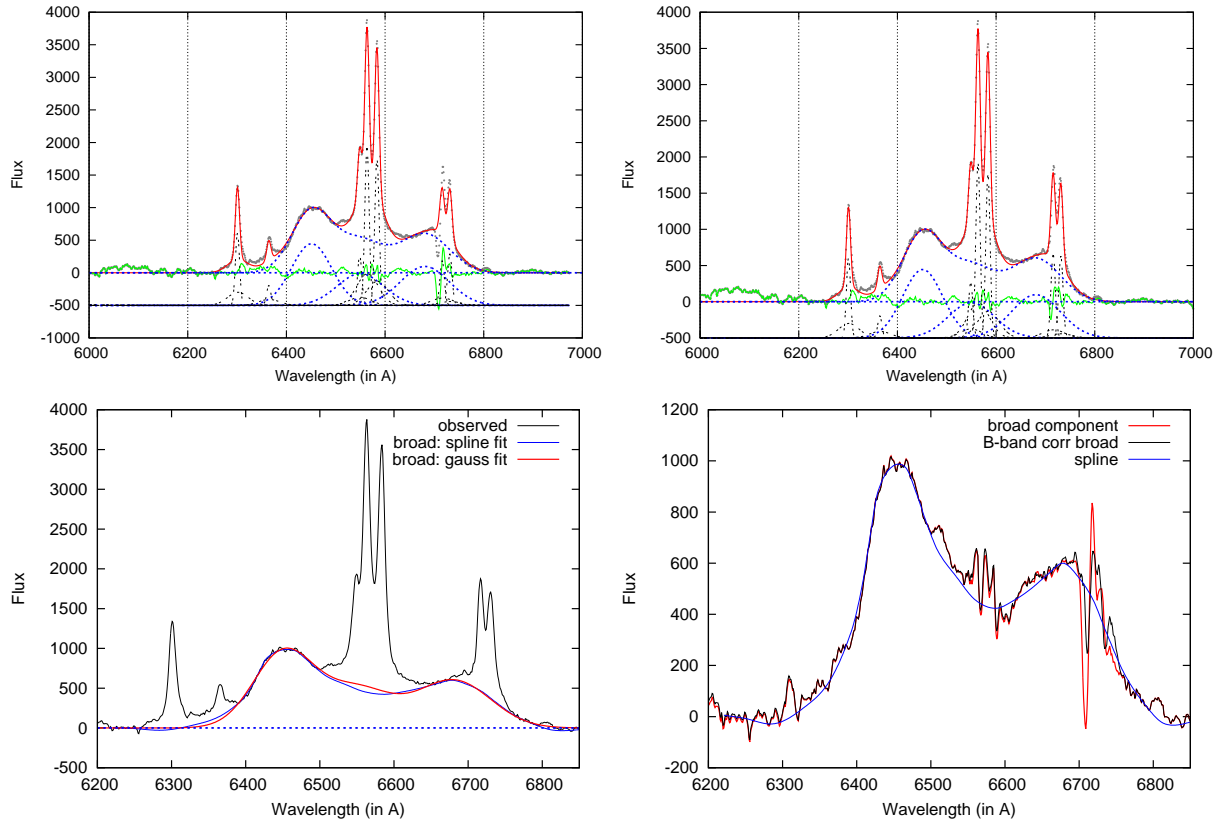 4000
3500
3000
2500
2000
1500
1000
500
0
-500
-1000
Flux
6000 6200 6400 6600 6800 7000
Wavelength (in A)
4000
3500
3000
2500
2000
1500
1000
500
0
-500
Flux
6000 6200 6400 6600 6800 7000
Wavelength (in A)
4000
3500
3000
2500
2000
1500
1000
500
0
-500
Flux
observed
broad: spline fit
broad: gauss fit
6200 6300 6400 6500 6600 6700 6800
Wavelength (in A)
1200
1000
800
600
400
200
0
-200
Flux
broad component
B-band corr broad
spline
6200 6300 6400 6500 6600 6700 6800
Wavelength (in A)